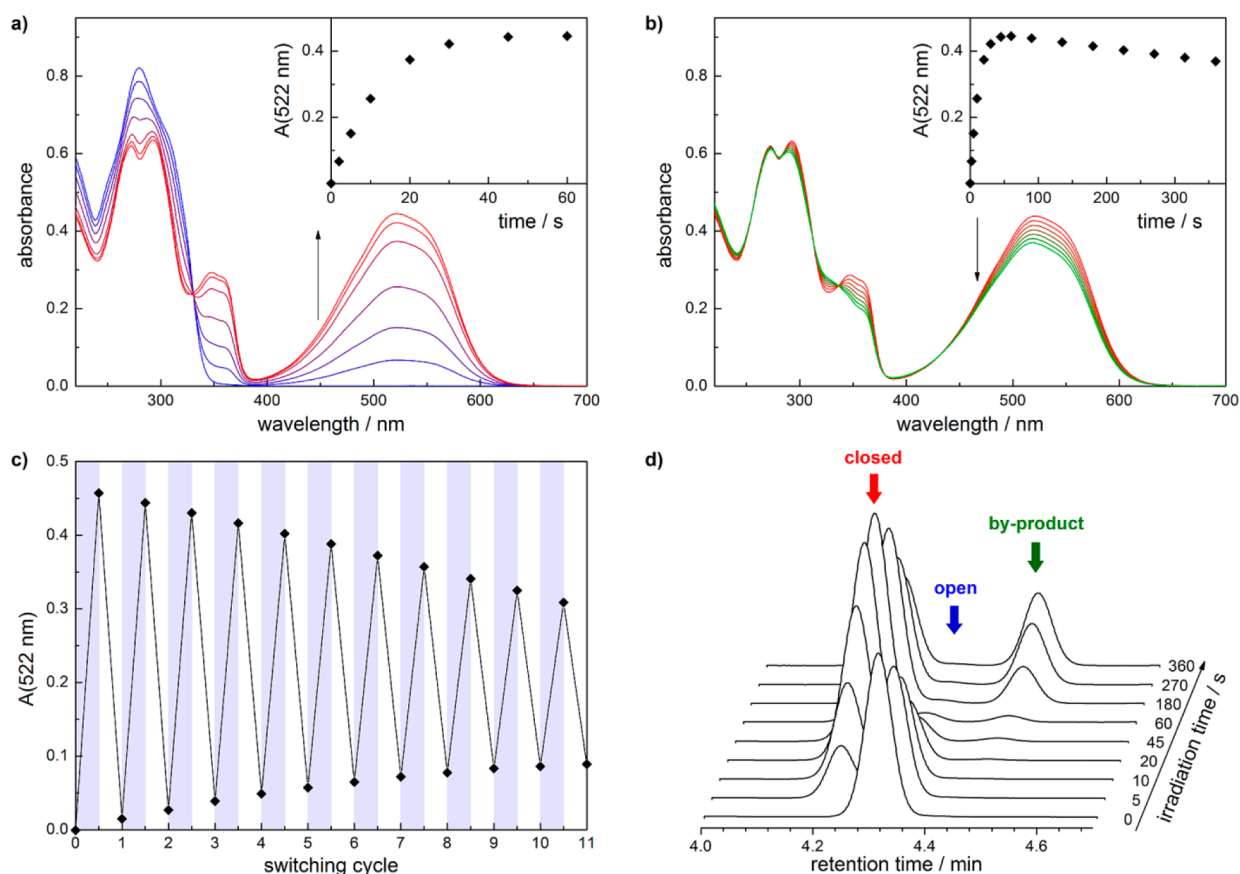 a)
A(522 nm)
0.4
0.2
0
20
40
60
time / s
absorbance
1.0
0.8
0.6
0.4
0.2
0.0
300
400
500
600
700
wavelength / nm
b)
A(522 nm)
0.4
0.2
0
100
200
300
time / s
absorbance
1.0
0.8
0.6
0.4
0.2
0.0
300
400
500
600
700
wavelength / nm
c)
A(522 nm)
0.5
0.4
0.3
0.2
0.1
0.0
0 1 2 3 4 5 6 7 8 9 10 11
switching cycle
d)
closed
by-product
open
360
270
180
60
45
20
10
5
0
irradiation time / s
4.0 4.2 4.4 4.6
retention time / min